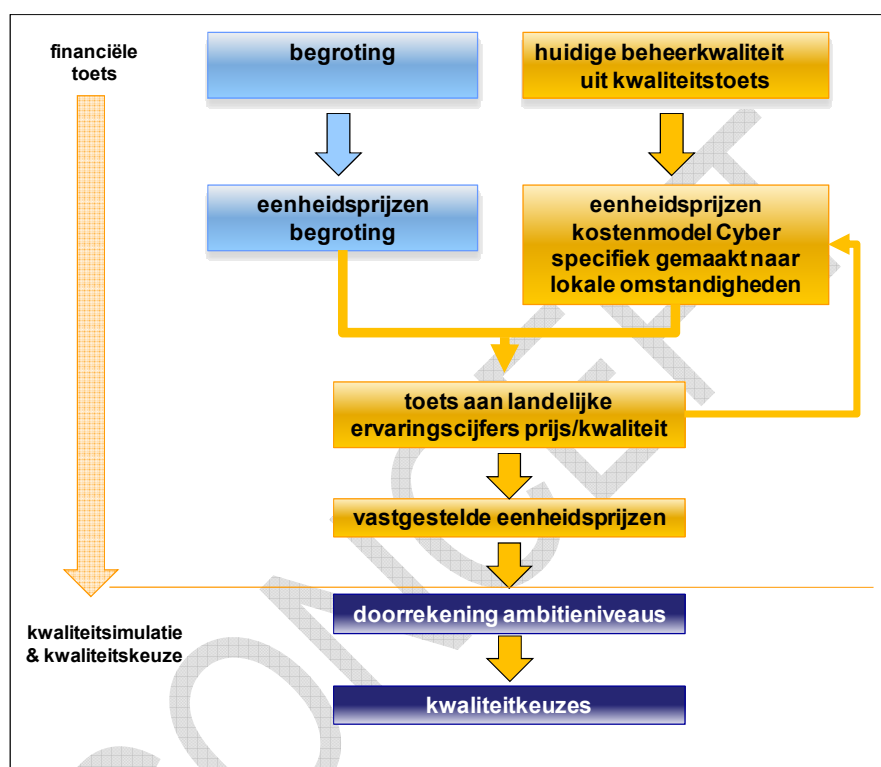 financiële
toets
begroting
huidige beheerkwaliteit
uit kwaliteitstoets
eenheidsprijzen
begroting
eenheidsprijzen
kostenmodel Cyber
specifiek gemaakt naar
lokale omstandigheden
toets aan landelijke
ervaringscijfers prijs/kwaliteit
vastgestelde eenheidsprijzen
doorrekening ambitieniveaus
kwaliteitsimulatie
& kwaliteitskeuze
kwaliteitkeuzes
CONCEPT